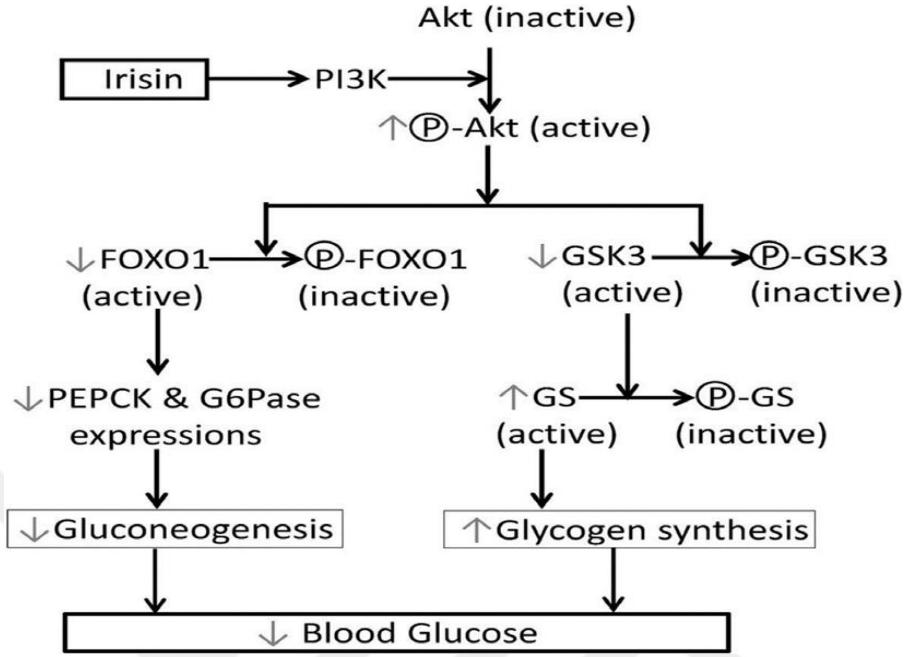 Akt (inactive)
Irisin
PI3K
↑Ⓟ-Akt (active)
↓FOXO1
(active)
Ⓟ-FOXO1
(inactive)
↓GSK3
(active)
Ⓟ-GSK3
(inactive)
↓PEPCK & G6Pase
expressions
↑GS
(active)
Ⓟ-GS
(inactive)
↓Gluconeogenesis
↑Glycogen synthesis
↓ Blood Glucose